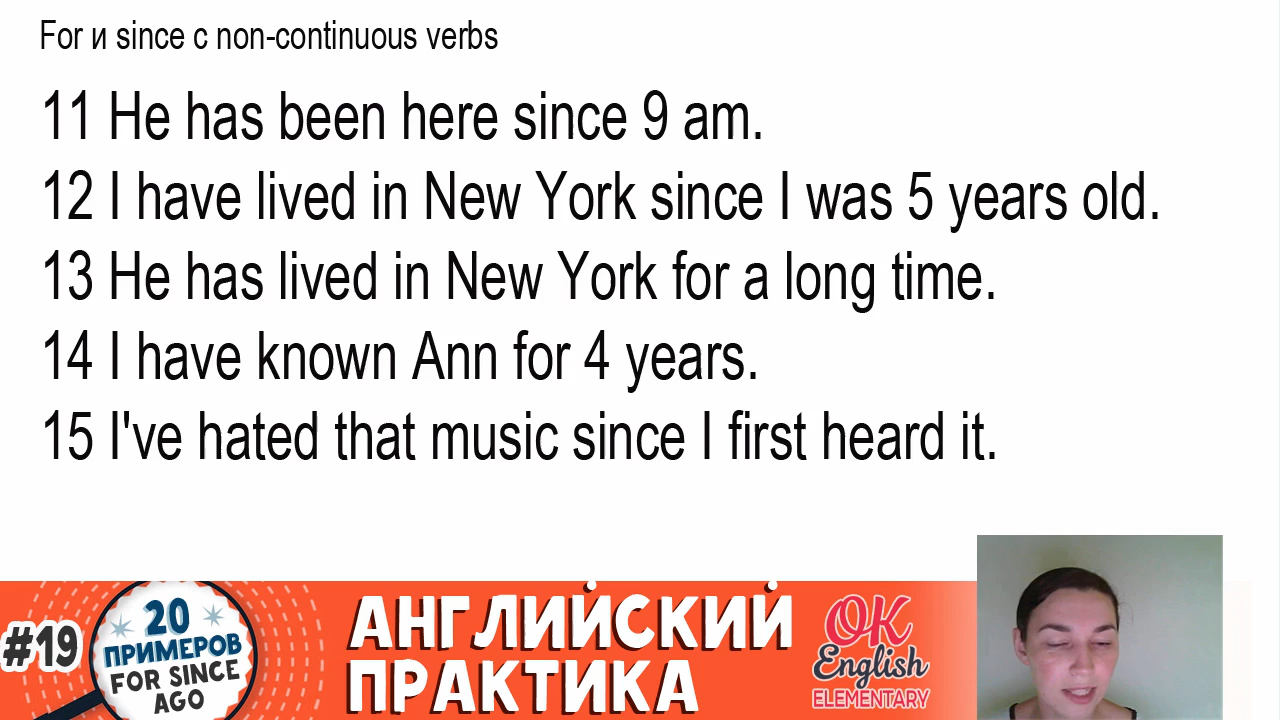 For и since с non-continuous verbs
11 He has been here since 9 am.
12 I have lived in New York since I was 5 years old.
13 He has lived in New York for a long time.
14 I have known Ann for 4 years.
15 I've hated that music since I first heard it.
#19
20
ПРИМЕРОВ
FOR SINCE
AGO
АНГЛИЙСКИЙ
ПРАКТИКА
OK
English
ELEMENTARY